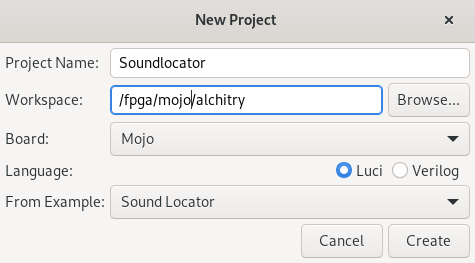 New Project ×
Project Name: Soundlocator
Workspace: /fpga/mojo/alchitry Browse...
Board: Mojo
Language: Luci Verilog
From Example: Sound Locator
Cancel Create